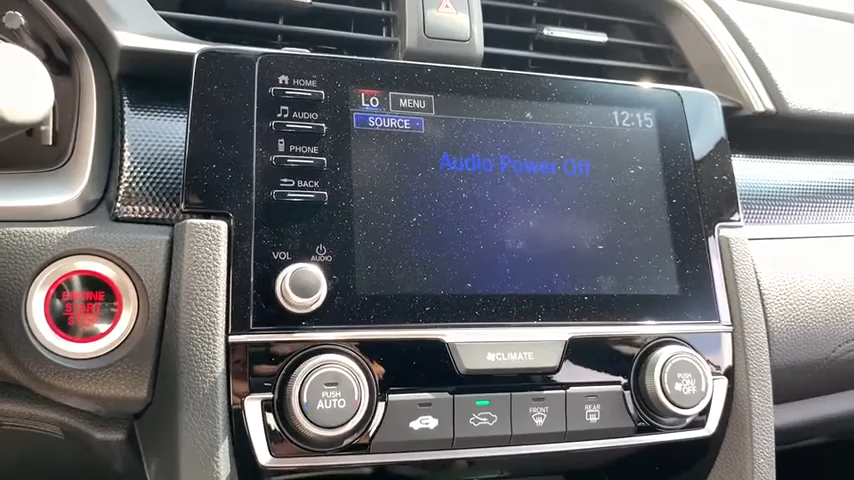 HOME
AUDIO
PHONE
BACK
VOL
AUDIO
Lo
MENU
12:15
SOURCE
Audio Power Off
ENGINE
START
STOP
CLIMATE
PUSH
AUTO
FRONT
REAR
PUSH
ON
OFF